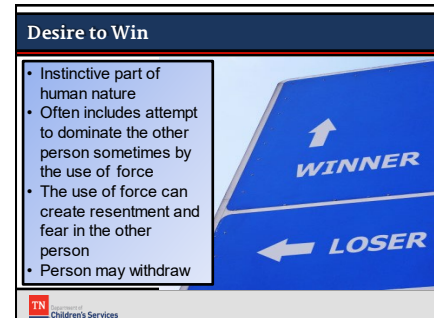 Desire to Win
• Instinctive part of
human nature
• Often includes attempt
to dominate the other
person sometimes by
the use of force
• The use of force can
create resentment and
fear in the other
person
• Person may withdraw
WINNER
LOSER
TN
Department of
Children's Services